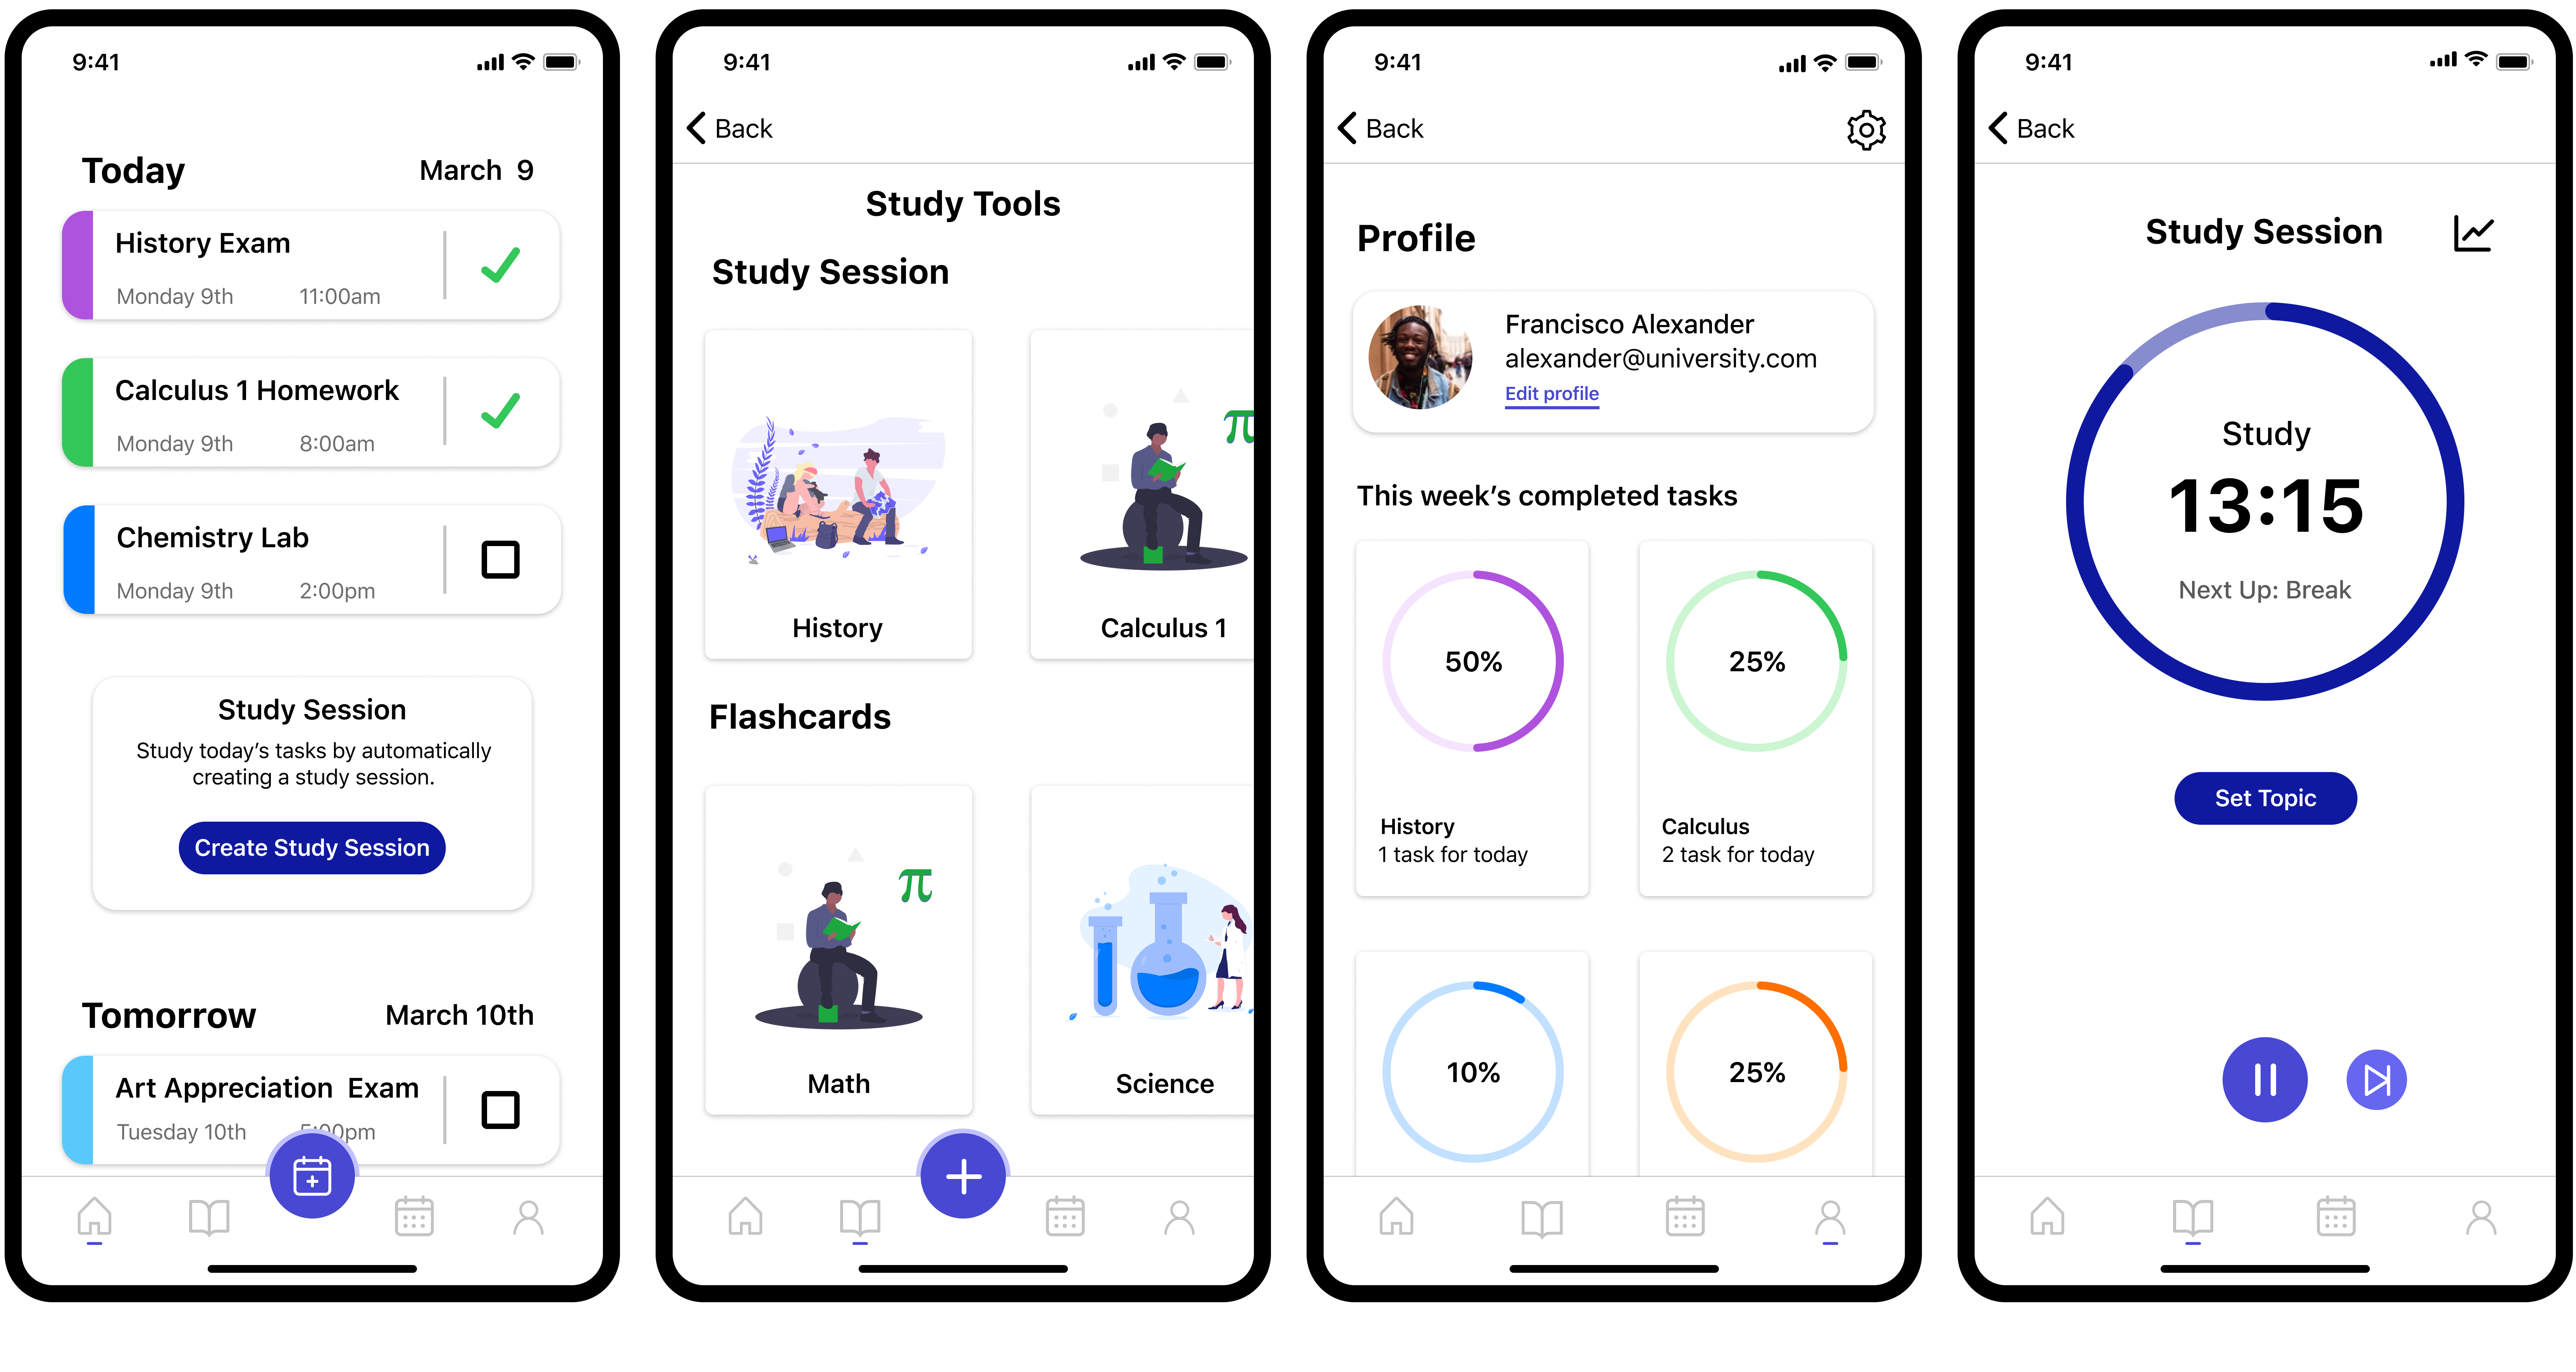 9:41
Today
March 9
History Exam
Monday 9th 11:00am
Calculus 1 Homework
Monday 9th 8:00am
Chemistry Lab
Monday 9th 2:00pm
Study Session
Study today's tasks by automatically
creating a study session.
Create Study Session
Tomorrow
March 10th
Art Appreciation Exam
Tuesday 10th 5:00pm
9:41
Back
Study Tools
Study Session
π
History
Calculus 1
Flashcards
π
Math
Science
9:41
Back
Profile
Francisco Alexander
alexander@university.com
Edit profile
This week's completed tasks
50%
25%
History
1 task for today
Calculus
2 task for today
10%
25%
9:41
Back
Study Session
Study
13:15
Next Up: Break
Set Topic